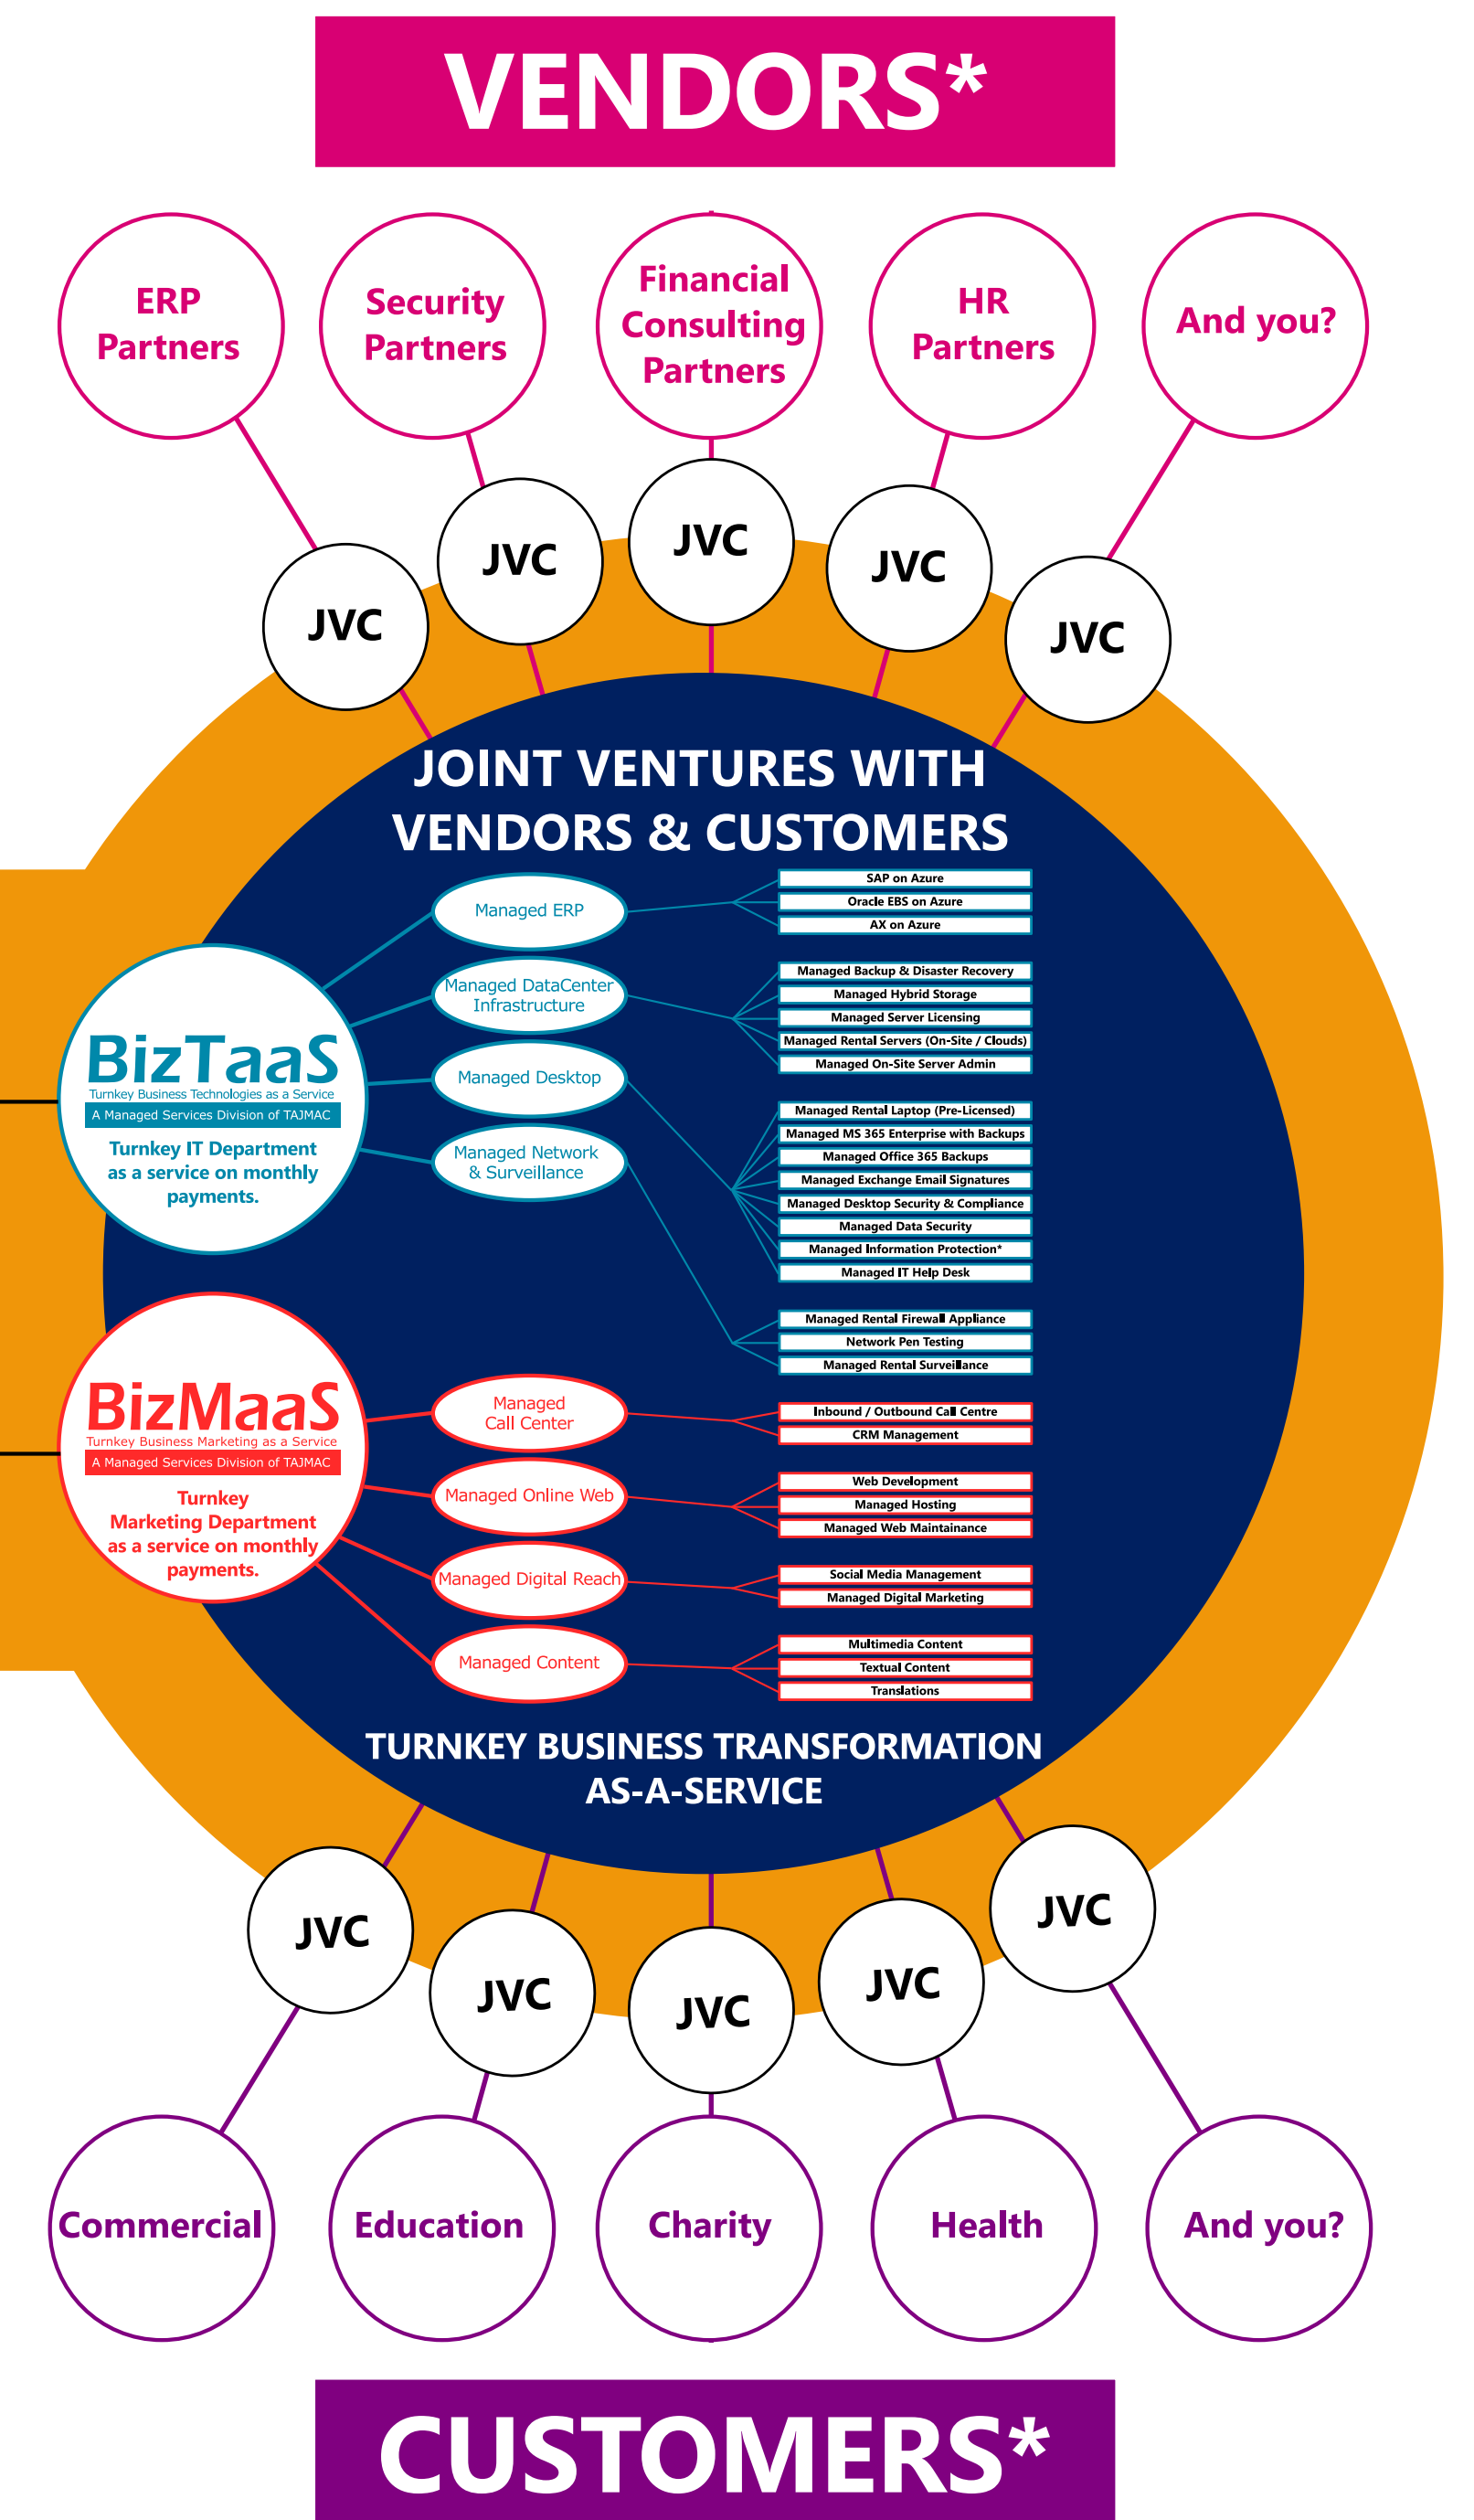 VENDORS*
ERP
Partners
Security
Partners
Financial
Consulting
Partners
HR
Partners
And you?
JVC
JVC
JVC
JVC
JVC
JOINT VENTURES WITH
VENDORS & CUSTOMERS
BizTaaS
Turnkey Business Technologies as a Service
A Managed Services Division of TAJMAC
Turnkey IT Department
as a service on monthly
payments.
Managed ERP
SAP on Azure
Oracle EBS on Azure
AX on Azure
Managed DataCenter
Infrastructure
Managed Backup & Disaster Recovery
Managed Hybrid Storage
Managed Server Licensing
Managed Rental Servers (On-Site / Clouds)
Managed On-Site Server Admin
Managed Desktop
Managed Rental Laptop (Pre-Licensed)
Managed MS 365 Enterprise with Backups
Managed Office 365 Backups
Managed Exchange Email Signatures
Managed Desktop Security & Compliance
Managed Data Security
Managed Information Protection*
Managed IT Help Desk
Managed Network
& Surveillance
Managed Rental Firewall Appliance
Network Pen Testing
Managed Rental Surveillance
BizMaaS
Turnkey Business Marketing as a Service
A Managed Services Division of TAJMAC
Turnkey
Marketing Department
as a service on monthly
payments.
Managed
Call Center
Inbound / Outbound Call Centre
CRM Management
Managed Online Web
Web Development
Managed Hosting
Managed Web Maintainance
Managed Digital Reach
Social Media Management
Managed Digital Marketing
Managed Content
Multimedia Content
Textual Content
Translations
TURNKEY BUSINESS TRANSFORMATION
AS-A-SERVICE
JVC
JVC
JVC
JVC
JVC
Commercial
Education
Charity
Health
And you?
CUSTOMERS*